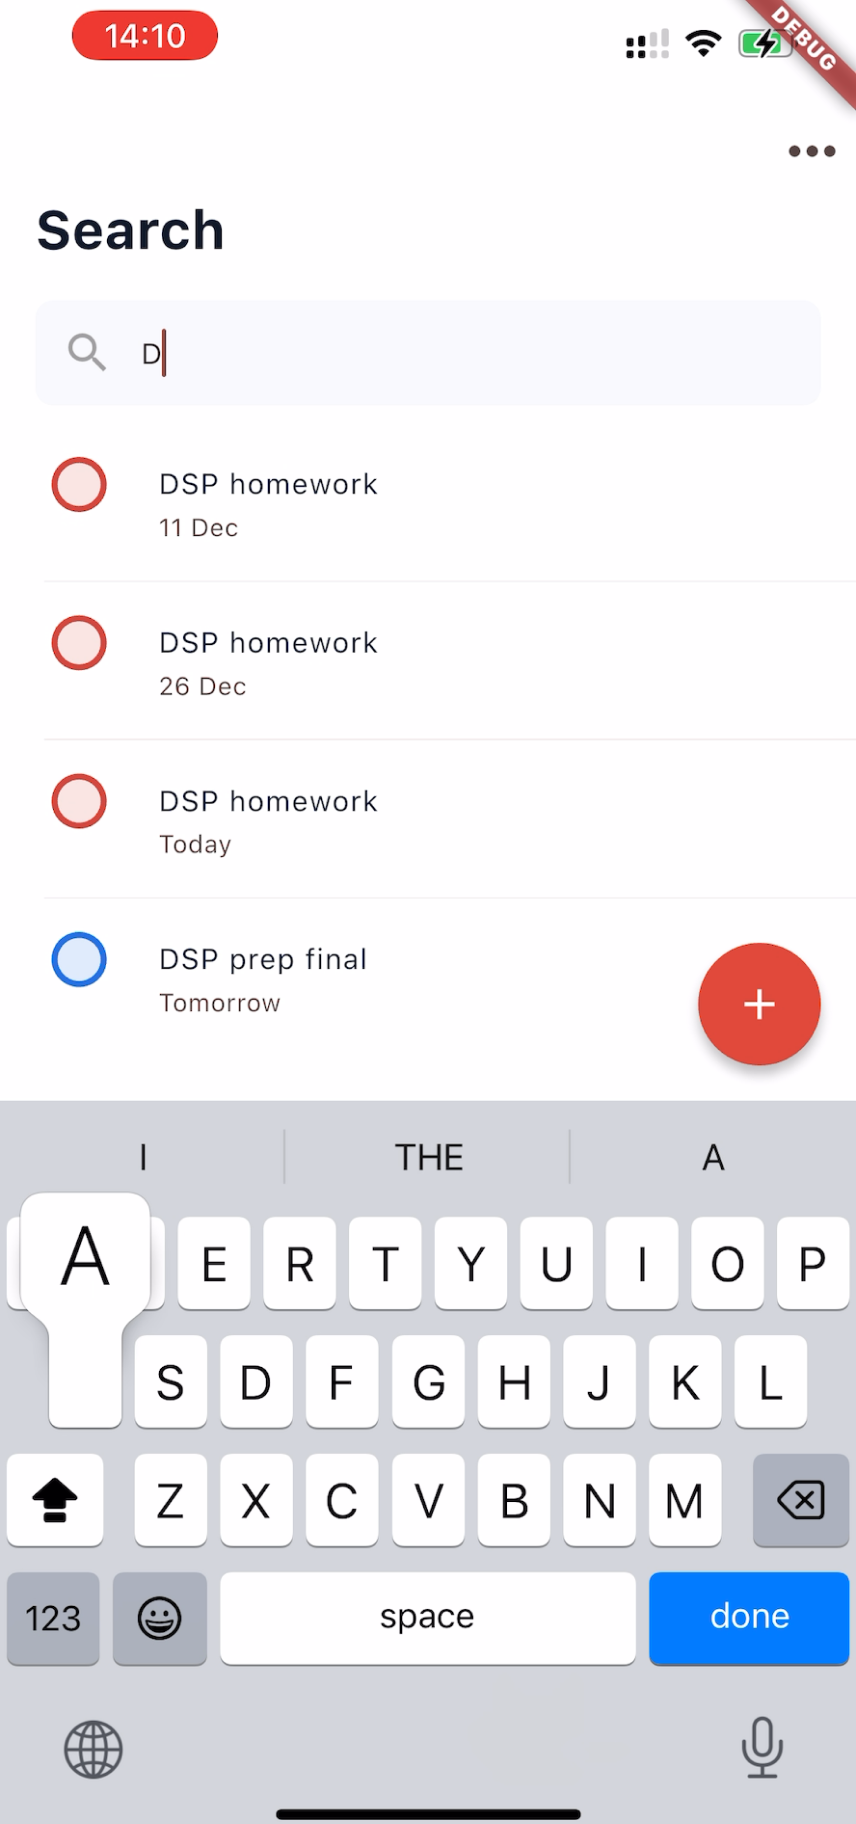 14:10
DEBUG
Search
D
DSP homework
11 Dec
DSP homework
26 Dec
DSP homework
Today
DSP prep final
Tomorrow
+
I THE A
A E R T Y U I O P
S D F G H J K L
Z X C V B N M
123 space done